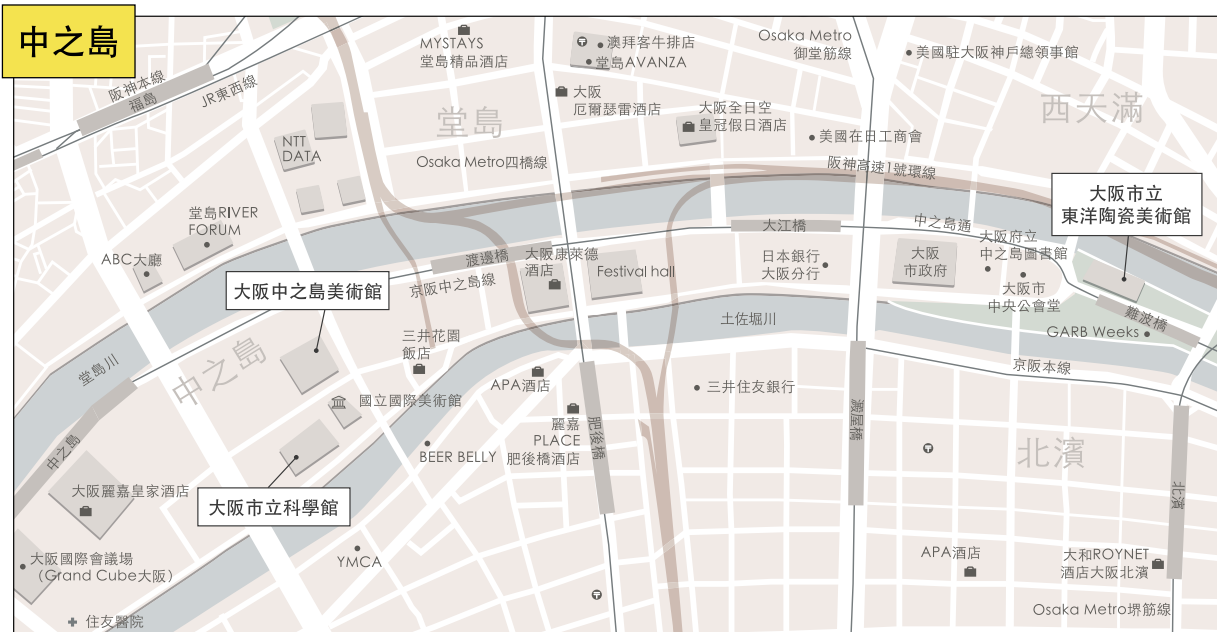 中之島
MYSTAYS
堂島精品酒店
澳拜客牛排店
堂島AVANZA
Osaka Metro
御堂筋線
美國駐大阪神戶總領事館
阪神本線
福島
JR東西線
大阪
厄爾瑟雷酒店
大阪全日空
皇冠假日酒店
西天滿
堂島
NTT
DATA
美國在日工商會
Osaka Metro四橋線
阪神高速1號環線
大阪市立
東洋陶瓷美術館
堂島RIVER
FORUM
大江橋
中之島通
ABC大廳
渡邊橋
大阪康萊德
酒店
Festival hall
日本銀行
大阪分行
大阪
市政府
大阪府立
中之島圖書館
京阪中之島線
大阪中之島美術館
大阪市
中央公會堂
難波橋
土佐堀川
GARB Weeks
三井花園
飯店
堂島川
中之島
京阪本線
APA酒店
三井住友銀行
國立國際美術館
麗嘉
PLACE
肥後橋酒店
肥後橋
澱屋橋
中之島
BEER BELLY
北濱
大阪麗嘉皇家酒店
大阪市立科學館
北濱
大阪國際會議場
（Grand Cube大阪）
YMCA
APA酒店
大和ROYNET
酒店大阪北濱
住友醫院
Osaka Metro堺筋線